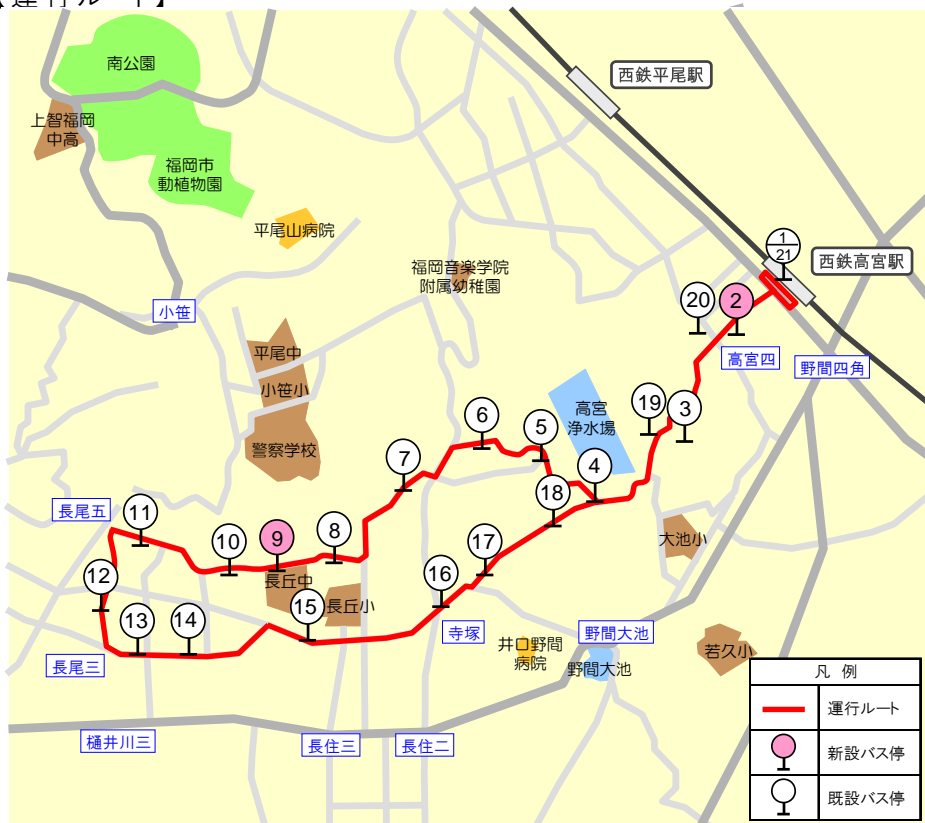 【運行ルート】
南公園
西鉄平尾駅
上智福岡
中高
福岡市
動植物園
平尾山病院
1
21
西鉄高宮駅
福岡音楽学院
附属幼稚園
20
2
小笹
高宮四
野間四角
平尾中
小笹小
警察学校
高宮
浄水場
19
3
6
5
7
4
18
長尾五
11
10
9
8
17
大池小
12
長丘中
16
長丘小
15
13
14
寺塚
野間大池
井口野間
病院
野間大池
若久小
長尾三
樋井川三
長住三
長住二
凡 例
運行ルート
新設バス停
既設バス停